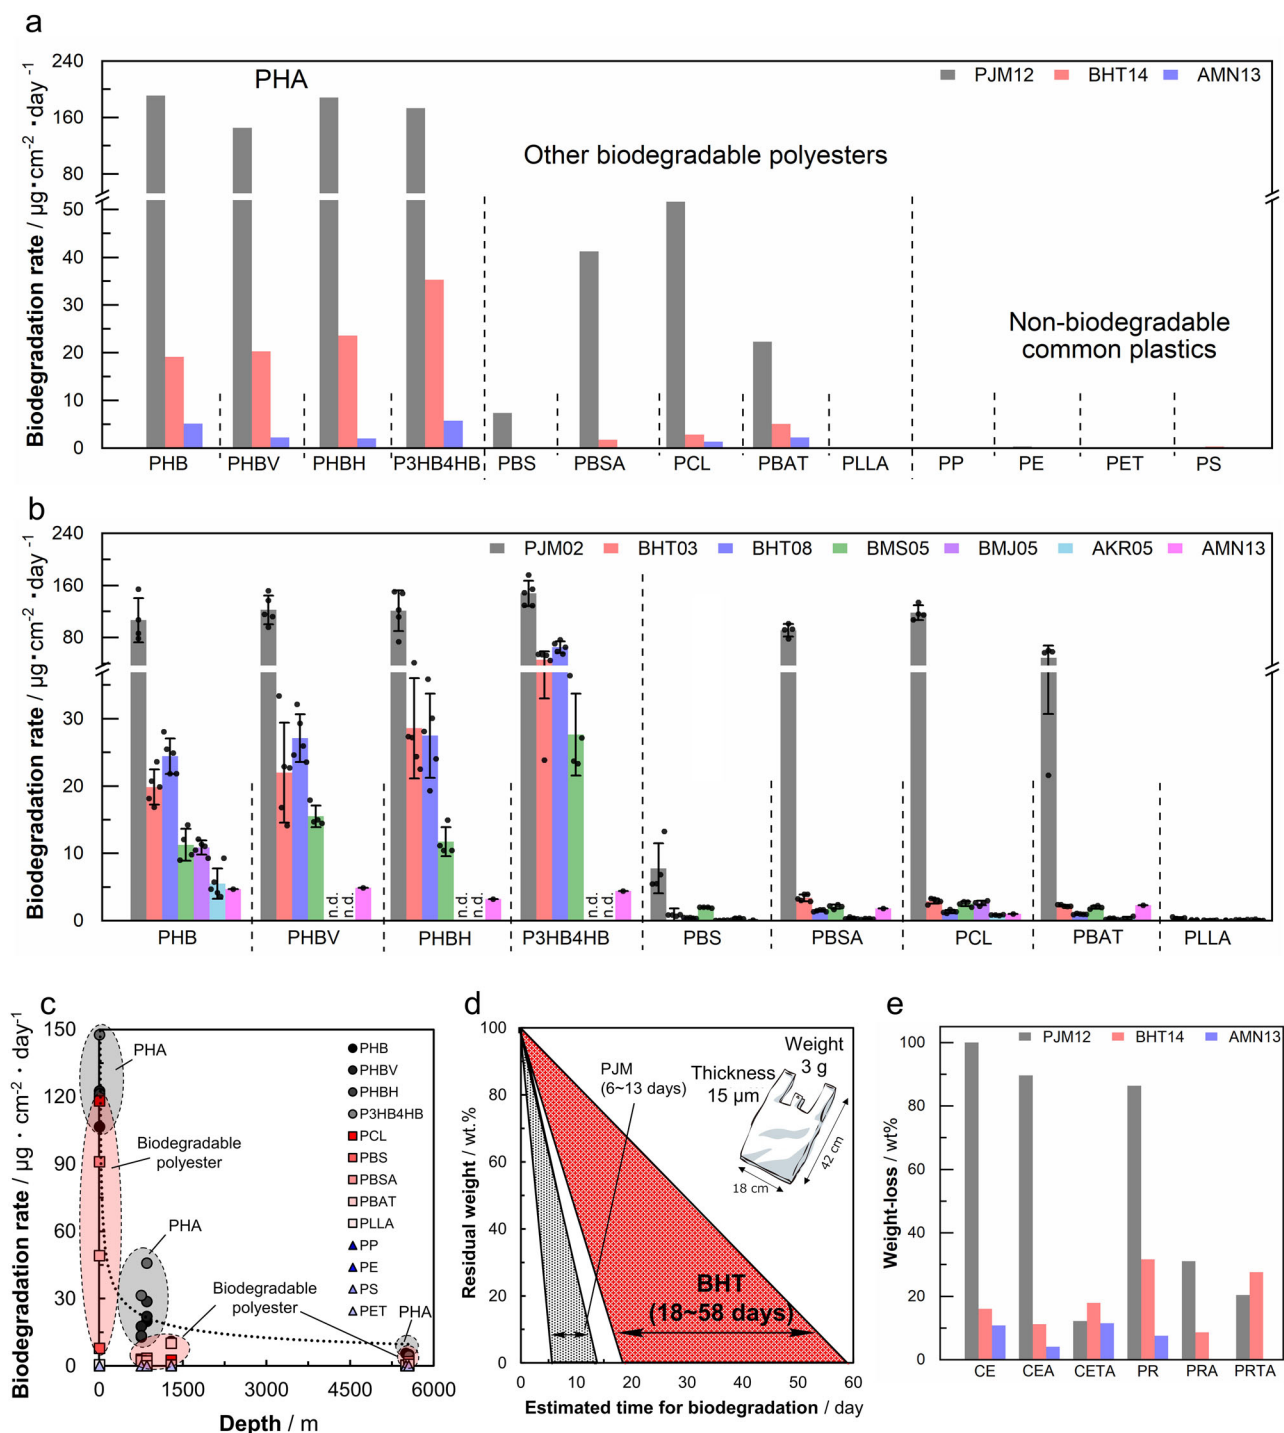 a
240
160
80
50
40
30
20
10
0
Biodegradation rate / µg·cm⁻²·day⁻¹
PHA
PJM12 BHT14 AMN13
Other biodegradable polyesters
Non-biodegradable
common plastics
PHB PHBV PHBH P3HB4HB PBS PBSA PCL PBAT PLLA PP PE PET PS
b
240
160
80
30
20
10
0
Biodegradation rate / µg·cm⁻²·day⁻¹
PJM02 BHT03 BHT08 BMS05 BMJ05 AKR05 AMN13
n.d. n.d. n.d. n.d. n.d. n.d.
PHB PHBV PHBH P3HB4HB PBS PBSA PCL PBAT PLLA
c
150
120
90
60
30
0
Biodegradation rate / µg · cm⁻² · day⁻¹
PHA
Biodegradable
polyester
PHA
Biodegradable
polyester
PHA
PHB
PHBV
PHBH
P3HB4HB
PCL
PBS
PBSA
PBAT
PLLA
PP
PE
PS
PET
0 1500 3000 4500 6000
Depth / m
d
100
80
60
40
20
0
Residual weight / wt.%
PJM
(6~13 days)
Weight
3 g
Thickness
15 µm
18 cm
42 cm
BHT
(18~58 days)
0 10 20 30 40 50 60
Estimated time for biodegradation / day
e
100
80
60
40
20
0
Weight-loss / wt%
PJM12 BHT14 AMN13
CE CEA CETA PR PRA PRTA